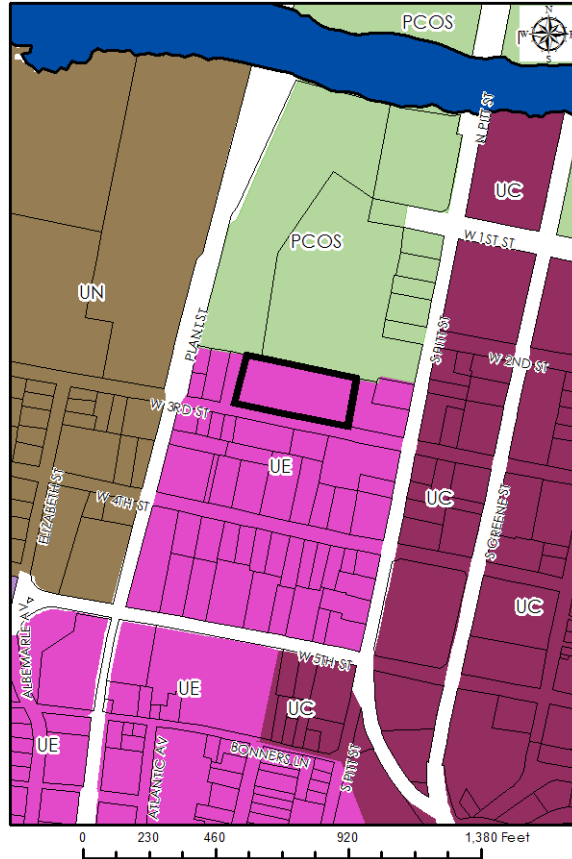 PCOS
N
W E
S
N PITT ST
UC
W 1ST ST
PCOS
UN
PLANT ST
S PITT ST
W 2ND ST
W 3RD ST
UE
ELIZABETH ST
W 4TH ST
UC
S GREENE ST
UC
ALBEMARLE AV
W 5TH ST
UE
UC
UE
ATLANTIC AV
BONNERS LN
S PITT ST
0 230 460 920 1,380 Feet